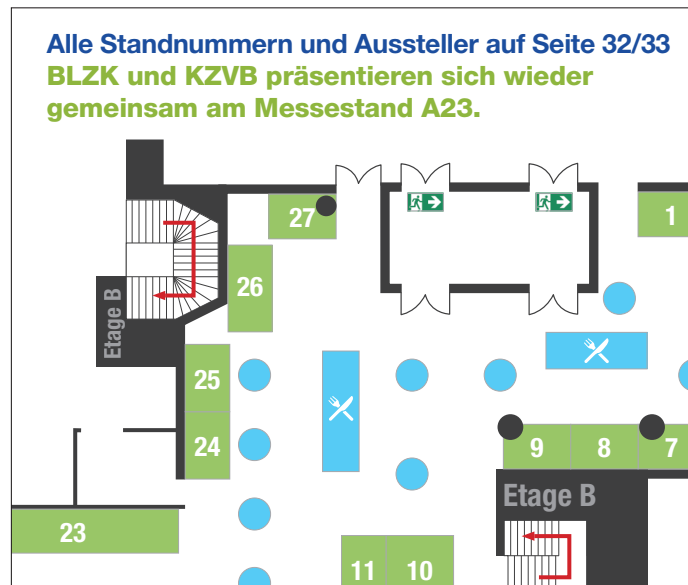 Alle Standnummern und Aussteller auf Seite 32/33
BLZK und KZVB präsentieren sich wieder
gemeinsam am Messestand A23.
27
1
26
Etage B
25
24
9 8 7
Etage B
23
11 10